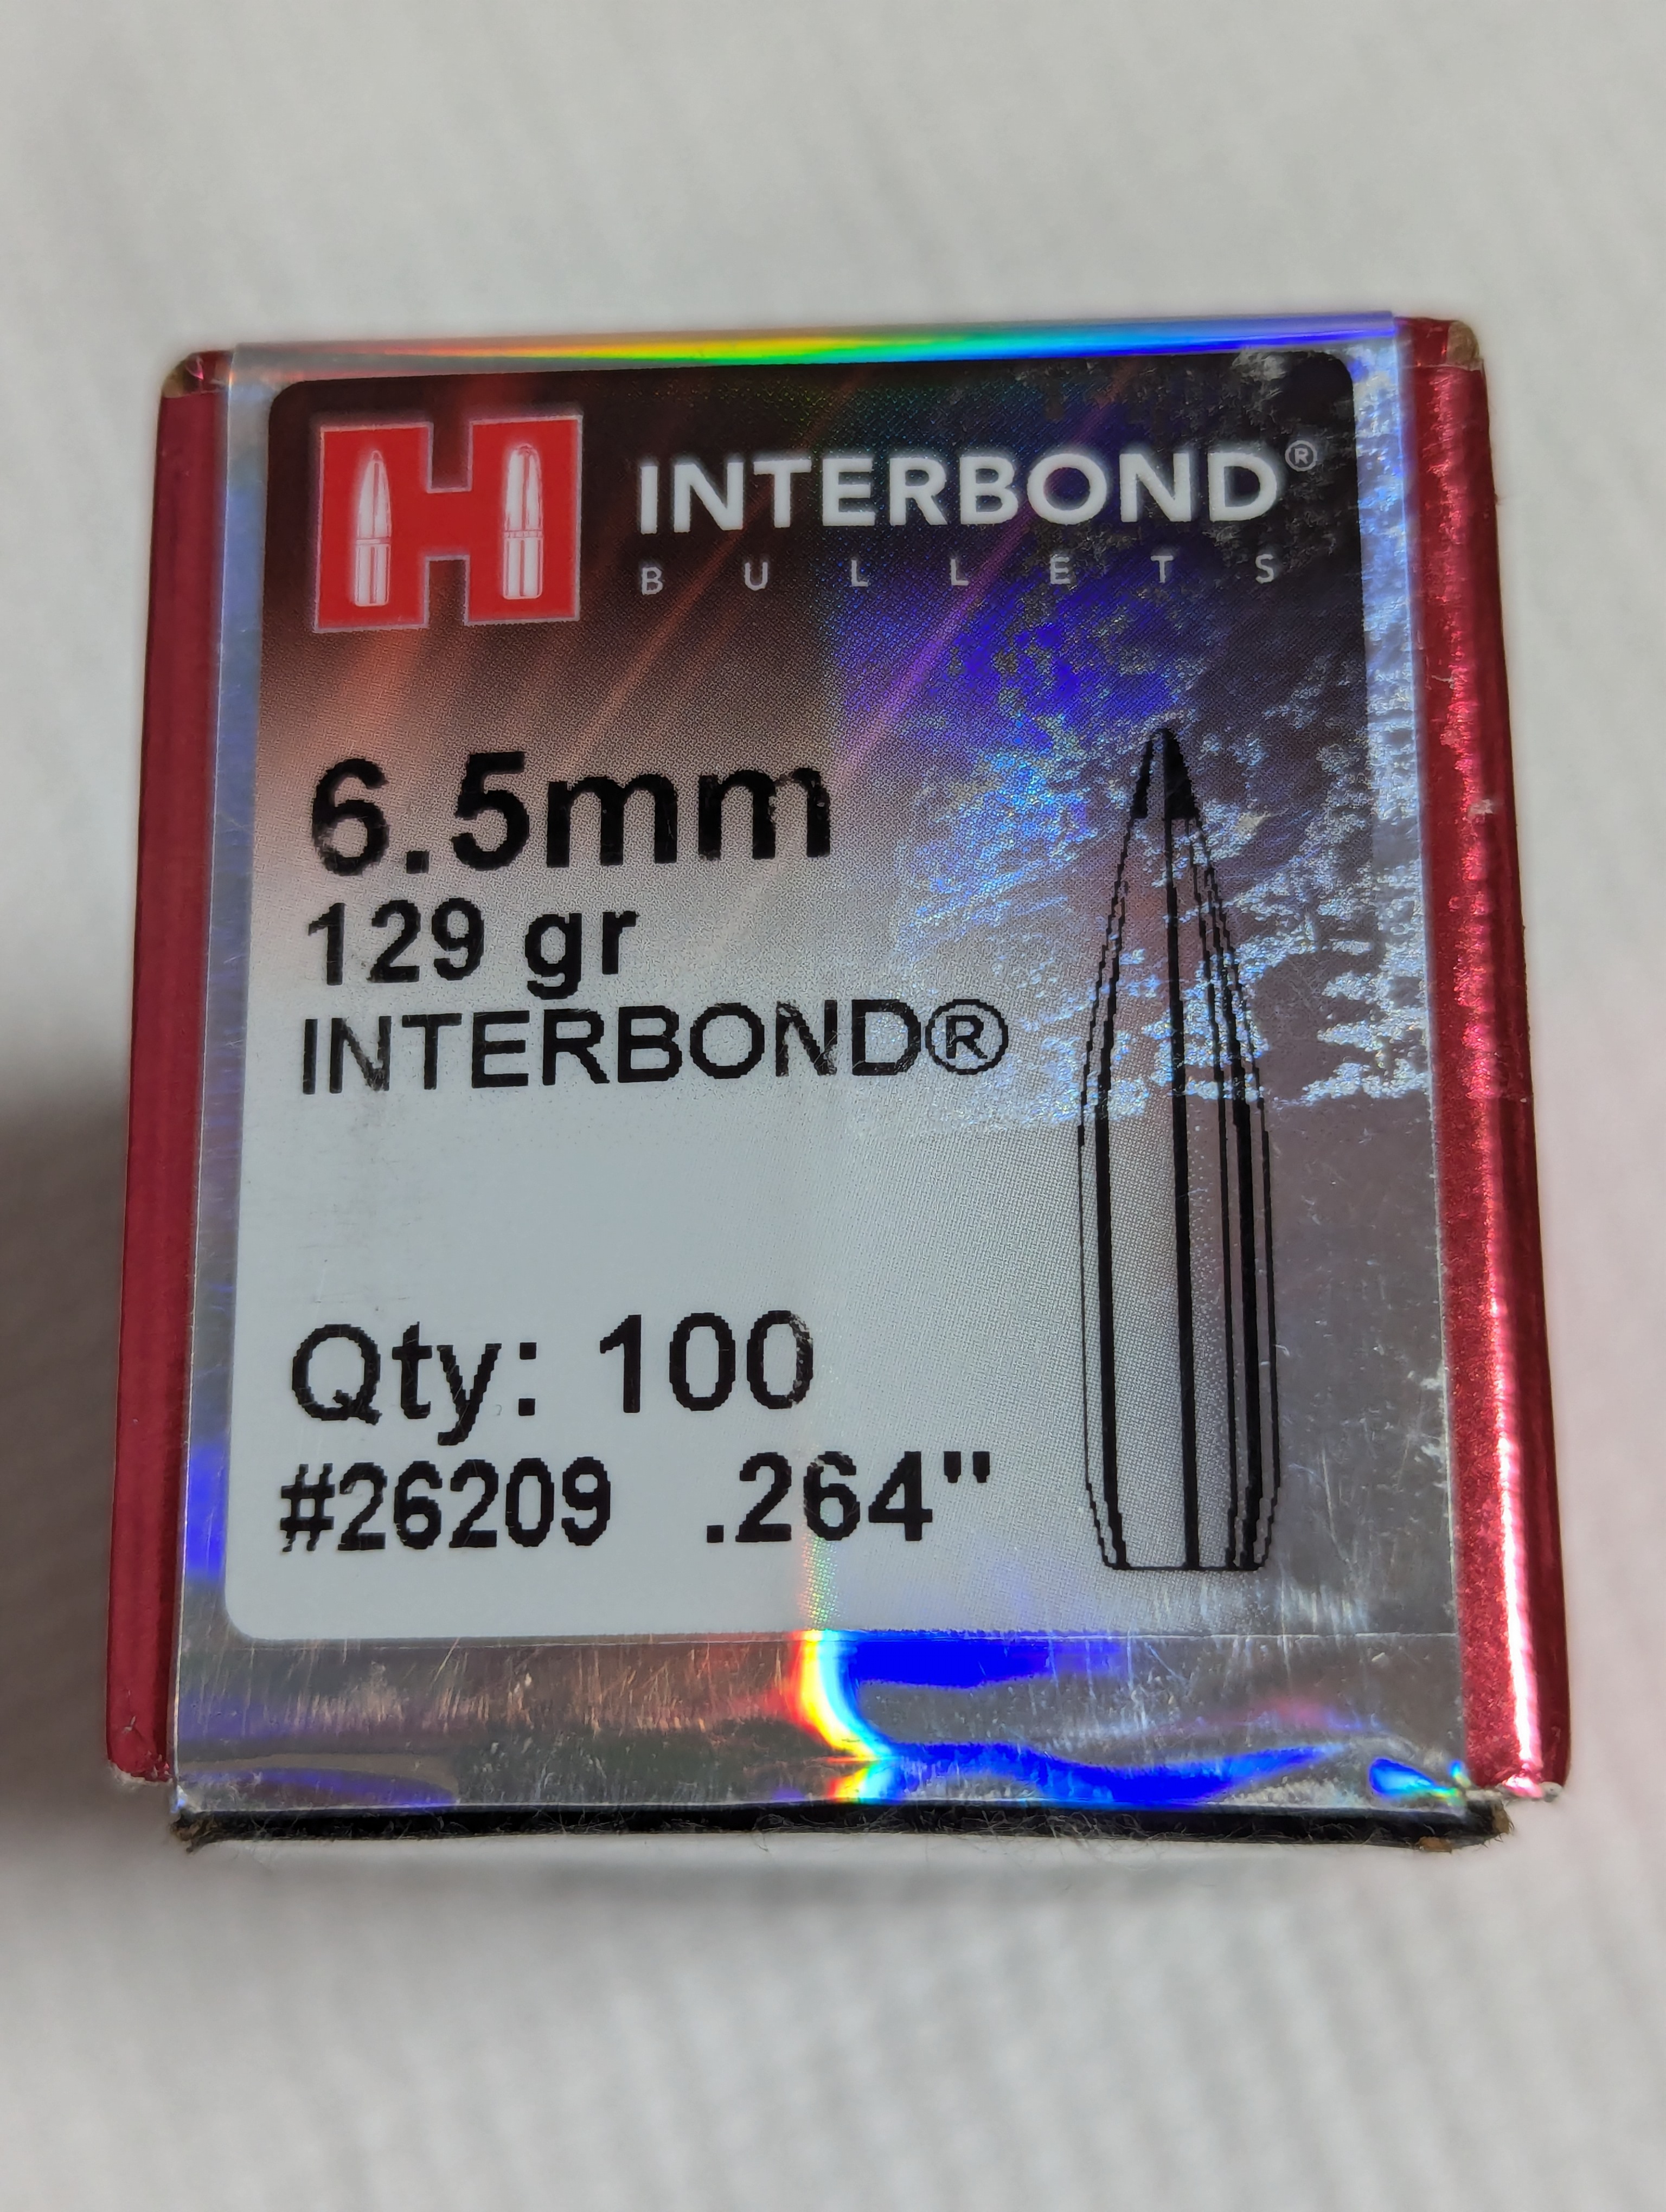 H INTERBOND®
BULLETS
6.5mm
129 gr
INTERBOND®
Qty: 100
#26209 .264"